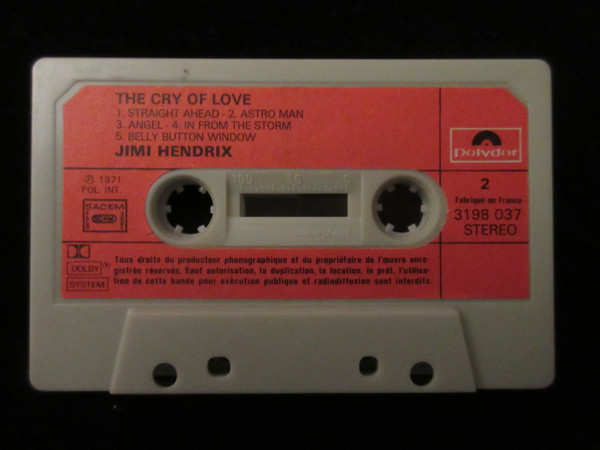 THE CRY OF LOVE
1. STRAIGHT AHEAD - 2. ASTRO MAN
3. ANGEL - 4. IN FROM THE STORM
5. BELLY BUTTON WINDOW
JIMI HENDRIX
Polydor
℗ 1971
POL. INT.
SACEM
2
Fabriqué en France
3198 037
STEREO
100 50 0
DOLBY
SYSTEM
Tous droits du producteur phonographique et du propriétaire de l'œuvre enre-
gistrée réservés. Sauf autorisation, la duplication, la location, le prêt, l'utilisa-
tion de cette bande pour exécution publique et radiodiffusion sont interdits.